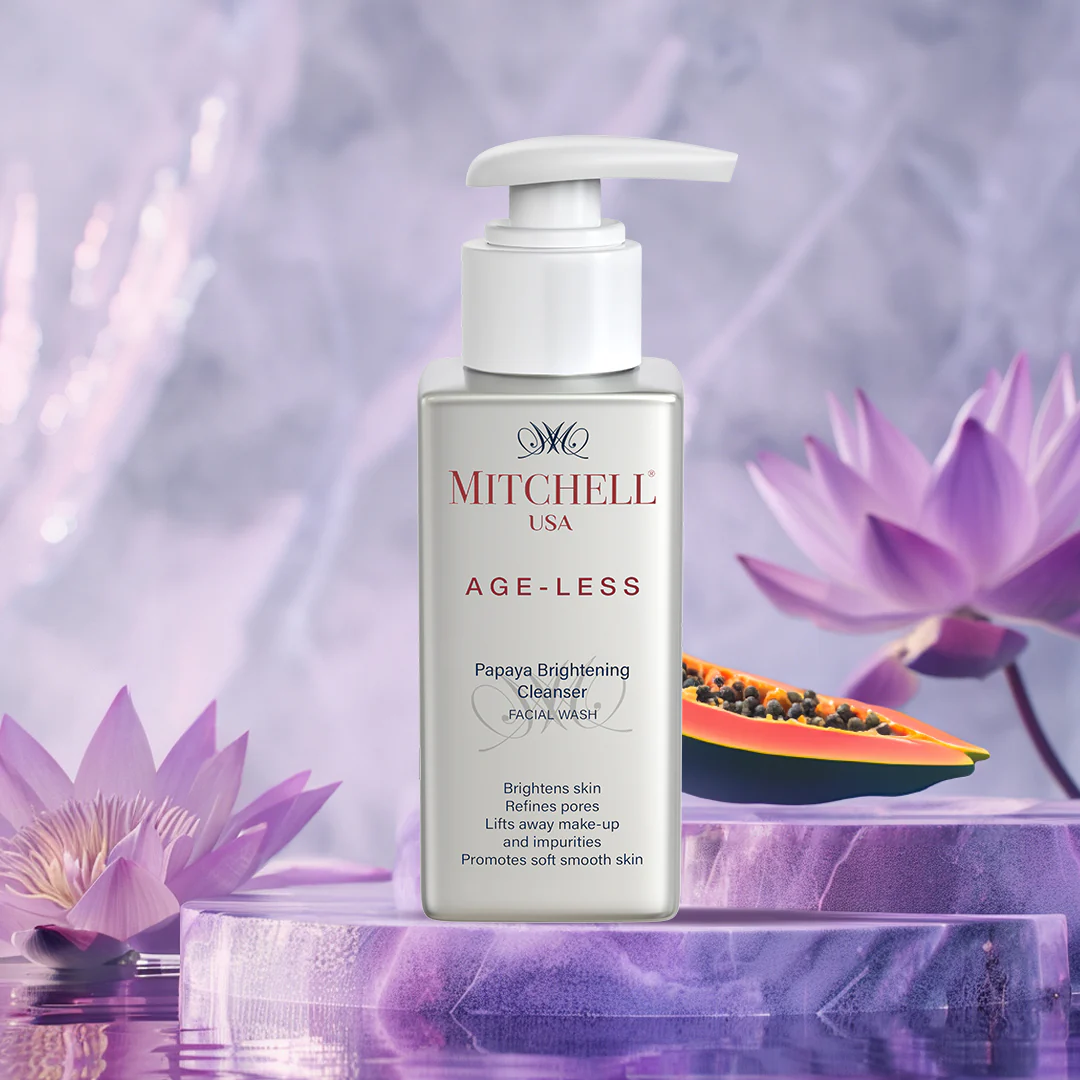 MITCHELL®
USA
AGE-LESS
Papaya Brightening
Cleanser
FACIAL WASH
Brightens skin
Refines pores
Lifts away make-up
and impurities
Promotes soft smooth skin